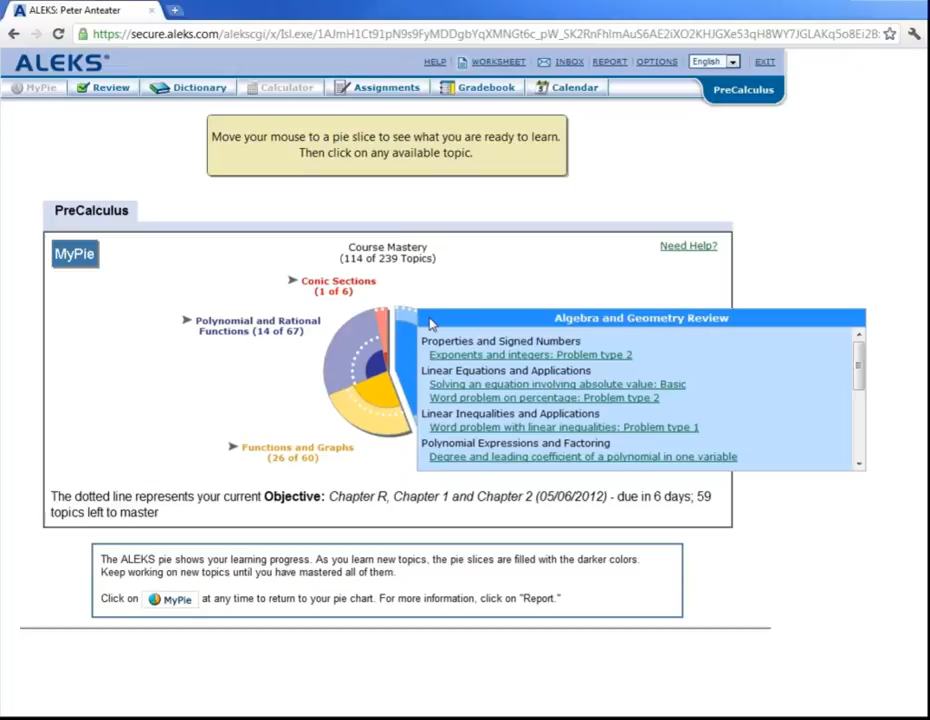 ALEKS: Peter Anteater
https://secure.aleks.com/alekscgi/x/Isl.exe/
ALEKS®
HELP WORKSHEET INBOX REPORT OPTIONS English EXIT
MyPie Review Dictionary Calculator Assignments Gradebook Calendar PreCalculus
Move your mouse to a pie slice to see what you are ready to learn.
Then click on any available topic.
PreCalculus
MyPie
Course Mastery
(114 of 239 Topics)
Need Help?
Conic Sections
(1 of 6)
Polynomial and Rational
Functions (14 of 67)
Functions and Graphs
(26 of 60)
Algebra and Geometry Review
Properties and Signed Numbers
Exponents and integers: Problem type 2
Linear Equations and Applications
Solving an equation involving absolute value: Basic
Word problem on percentage: Problem type 2
Linear Inequalities and Applications
Word problem with linear inequalities: Problem type 1
Polynomial Expressions and Factoring
Degree and leading coefficient of a polynomial in one variable
The dotted line represents your current Objective: Chapter R, Chapter 1 and Chapter 2 (05/06/2012) - due in 6 days; 59
topics left to master
The ALEKS pie shows your learning progress. As you learn new topics, the pie slices are filled with the darker colors.
Keep working on new topics until you have mastered all of them.
Click on MyPie at any time to return to your pie chart. For more information, click on "Report."